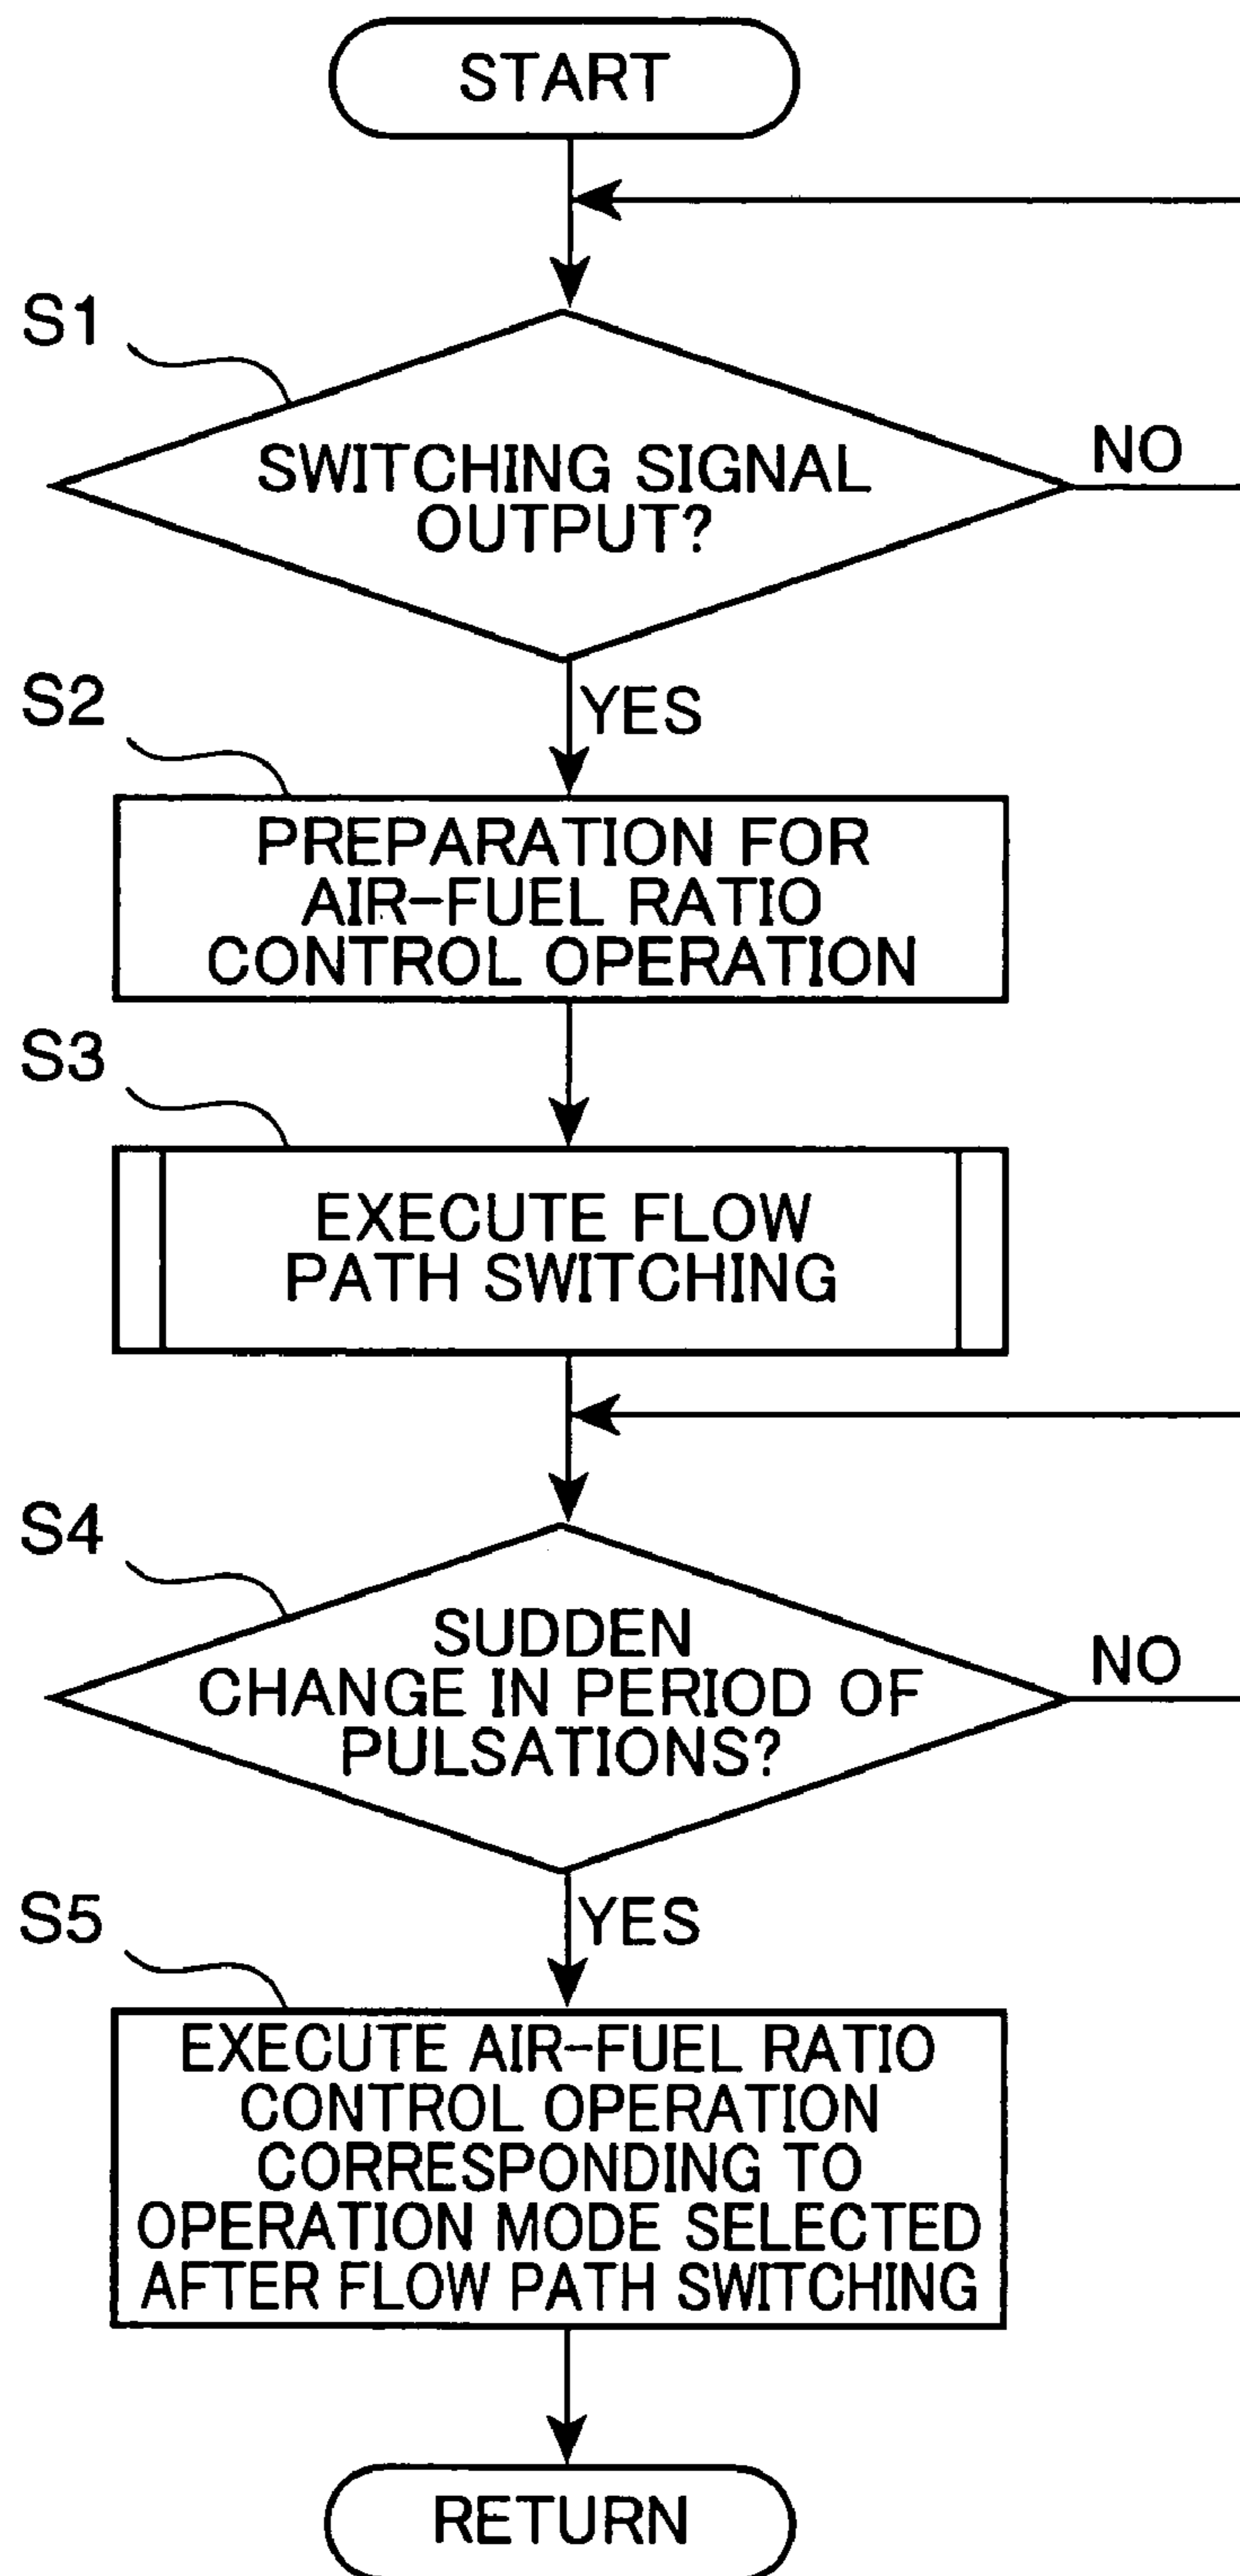 START
S1
SWITCHING SIGNAL
OUTPUT?
NO
YES
S2
PREPARATION FOR
AIR-FUEL RATIO
CONTROL OPERATION
S3
EXECUTE FLOW
PATH SWITCHING
S4
SUDDEN
CHANGE IN PERIOD OF
PULSATIONS?
NO
YES
S5
EXECUTE AIR-FUEL RATIO
CONTROL OPERATION
CORRESPONDING TO
OPERATION MODE SELECTED
AFTER FLOW PATH SWITCHING
RETURN